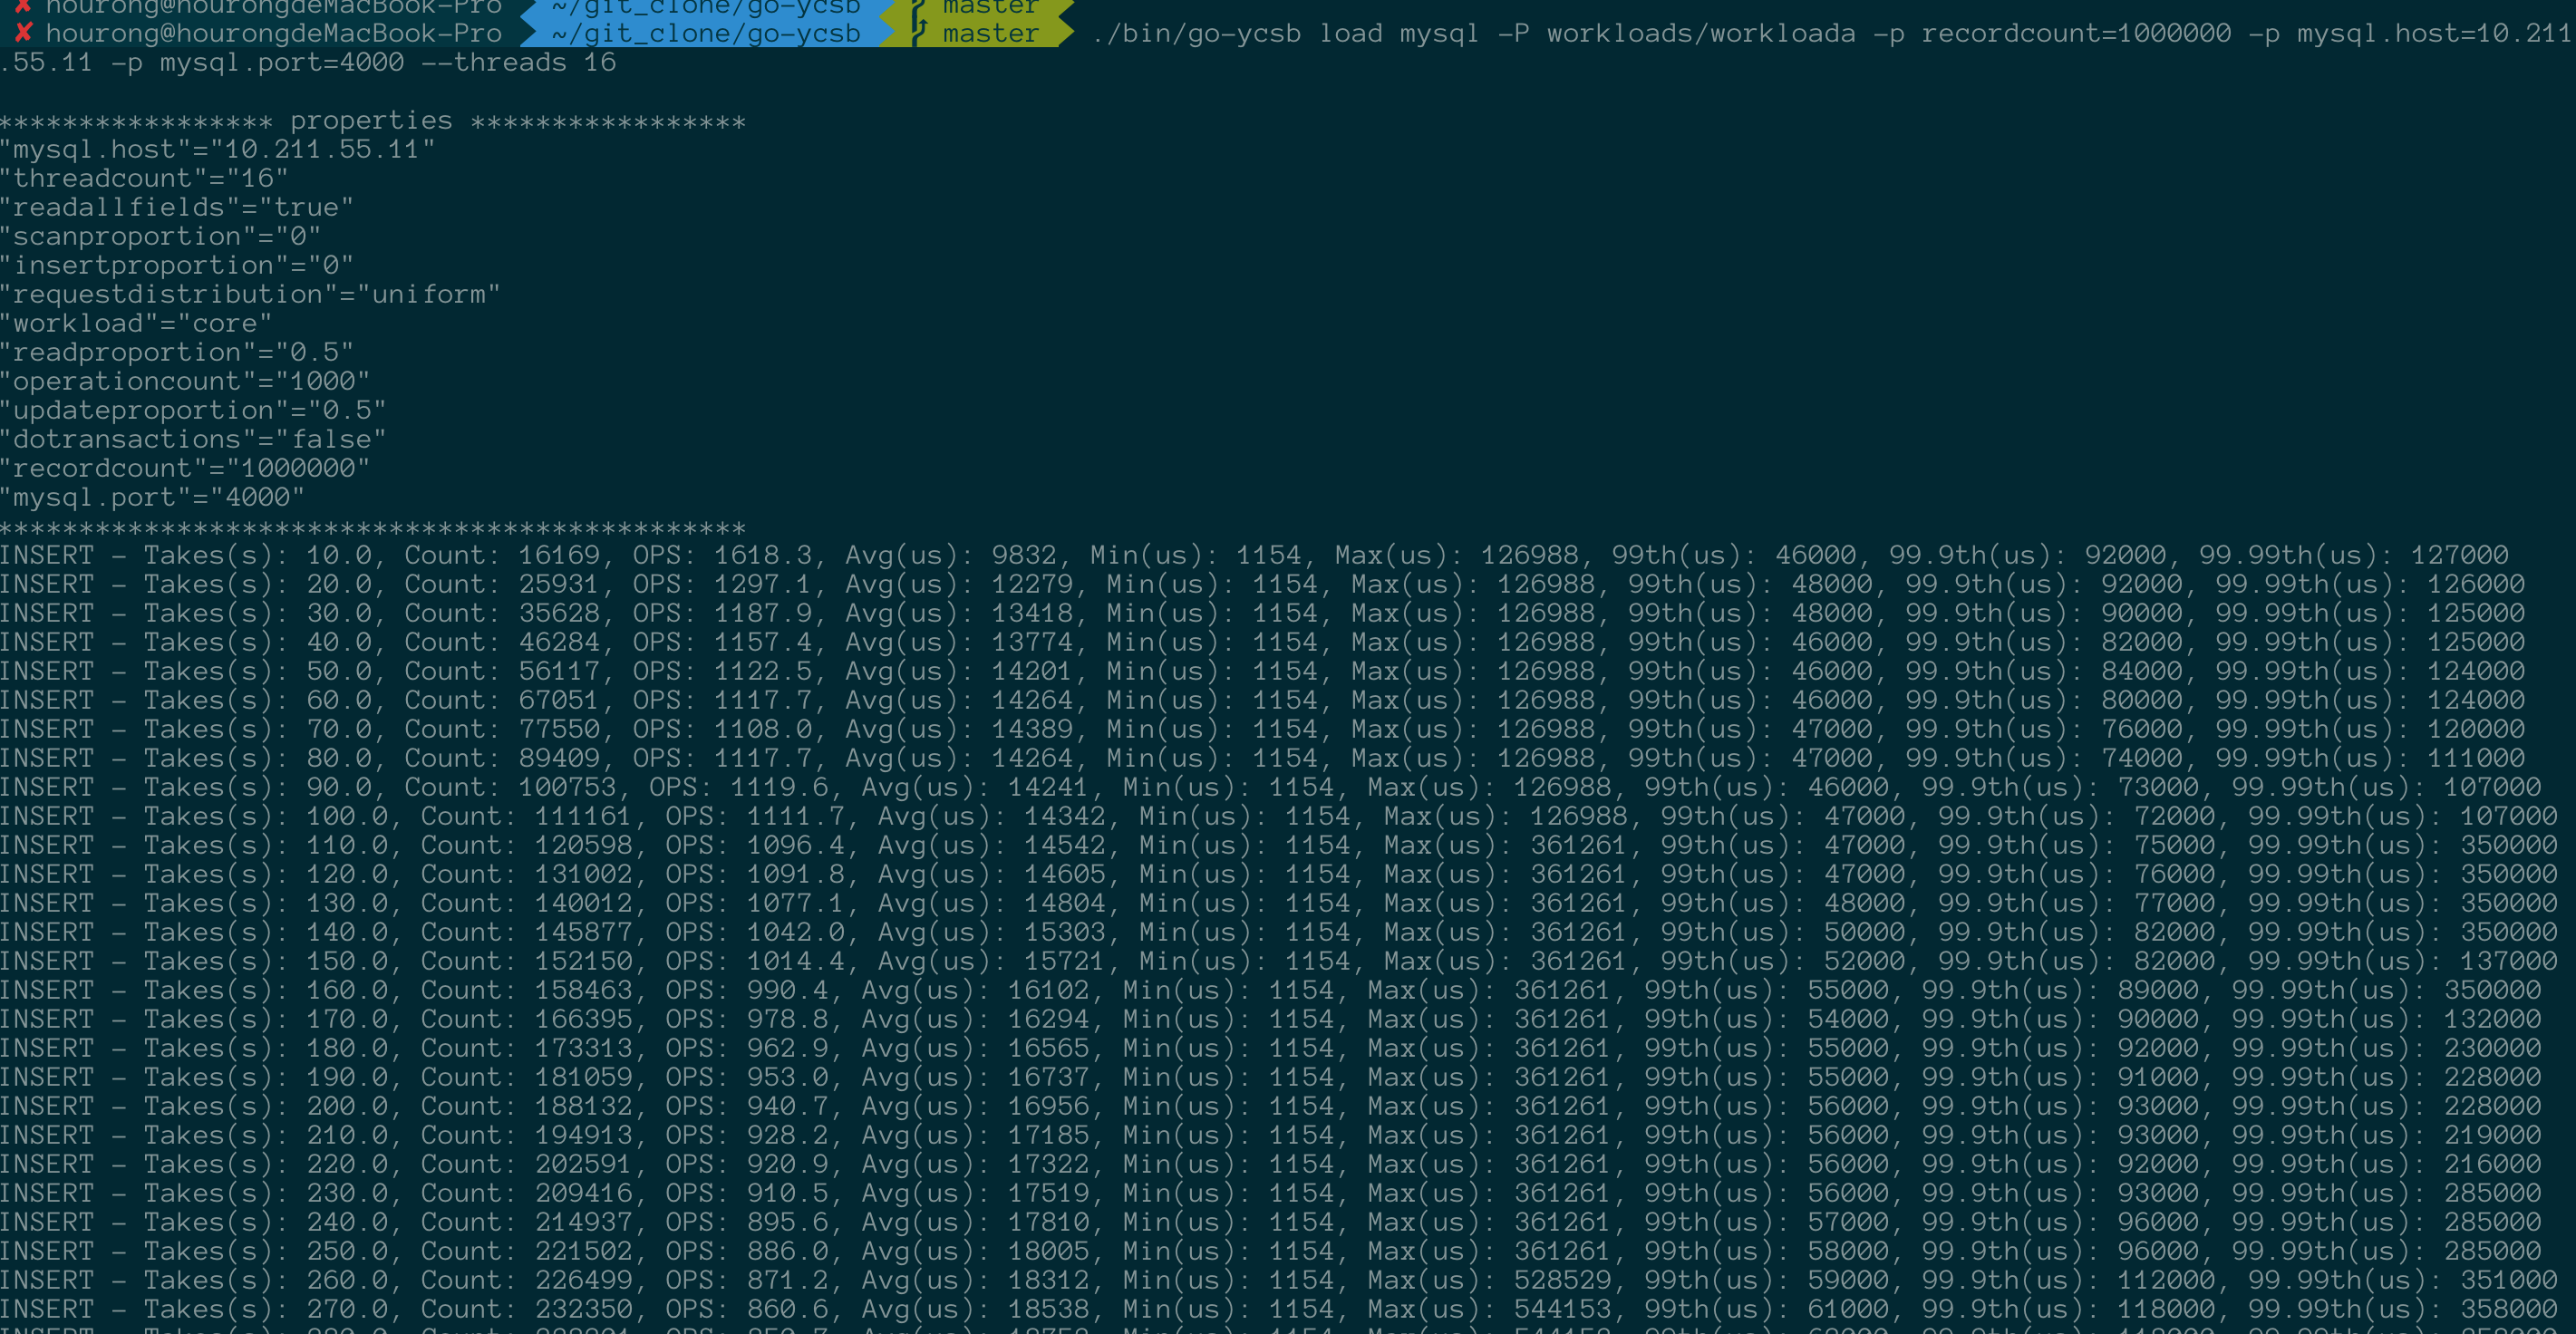 ✘ hourong@hourongdeMacBook-Pro ~/git_clone/go-ycsb master
✘ hourong@hourongdeMacBook-Pro ~/git_clone/go-ycsb master ./bin/go-ycsb load mysql -P workloads/workloada -p recordcount=1000000 -p mysql.host=10.211
.55.11 -p mysql.port=4000 --threads 16
***************** properties *****************
"mysql.host"="10.211.55.11"
"threadcount"="16"
"readallfields"="true"
"scanproportion"="0"
"insertproportion"="0"
"requestdistribution"="uniform"
"workload"="core"
"readproportion"="0.5"
"operationcount"="1000"
"updateproportion"="0.5"
"dotransactions"="false"
"recordcount"="1000000"
"mysql.port"="4000"
**********************************************
INSERT - Takes(s): 10.0, Count: 16169, OPS: 1618.3, Avg(us): 9832, Min(us): 1154, Max(us): 126988, 99th(us): 46000, 99.9th(us): 92000, 99.99th(us): 127000
INSERT - Takes(s): 20.0, Count: 25931, OPS: 1297.1, Avg(us): 12279, Min(us): 1154, Max(us): 126988, 99th(us): 48000, 99.9th(us): 92000, 99.99th(us): 126000
INSERT - Takes(s): 30.0, Count: 35628, OPS: 1187.9, Avg(us): 13418, Min(us): 1154, Max(us): 126988, 99th(us): 48000, 99.9th(us): 90000, 99.99th(us): 125000
INSERT - Takes(s): 40.0, Count: 46284, OPS: 1157.4, Avg(us): 13774, Min(us): 1154, Max(us): 126988, 99th(us): 46000, 99.9th(us): 82000, 99.99th(us): 125000
INSERT - Takes(s): 50.0, Count: 56117, OPS: 1122.5, Avg(us): 14201, Min(us): 1154, Max(us): 126988, 99th(us): 46000, 99.9th(us): 84000, 99.99th(us): 124000
INSERT - Takes(s): 60.0, Count: 67051, OPS: 1117.7, Avg(us): 14264, Min(us): 1154, Max(us): 126988, 99th(us): 46000, 99.9th(us): 80000, 99.99th(us): 124000
INSERT - Takes(s): 70.0, Count: 77550, OPS: 1108.0, Avg(us): 14389, Min(us): 1154, Max(us): 126988, 99th(us): 47000, 99.9th(us): 76000, 99.99th(us): 120000
INSERT - Takes(s): 80.0, Count: 89409, OPS: 1117.7, Avg(us): 14264, Min(us): 1154, Max(us): 126988, 99th(us): 47000, 99.9th(us): 74000, 99.99th(us): 111000
INSERT - Takes(s): 90.0, Count: 100753, OPS: 1119.6, Avg(us): 14241, Min(us): 1154, Max(us): 126988, 99th(us): 46000, 99.9th(us): 73000, 99.99th(us): 107000
INSERT - Takes(s): 100.0, Count: 111161, OPS: 1111.7, Avg(us): 14342, Min(us): 1154, Max(us): 126988, 99th(us): 47000, 99.9th(us): 72000, 99.99th(us): 107000
INSERT - Takes(s): 110.0, Count: 120598, OPS: 1096.4, Avg(us): 14542, Min(us): 1154, Max(us): 361261, 99th(us): 47000, 99.9th(us): 75000, 99.99th(us): 350000
INSERT - Takes(s): 120.0, Count: 131002, OPS: 1091.8, Avg(us): 14605, Min(us): 1154, Max(us): 361261, 99th(us): 47000, 99.9th(us): 76000, 99.99th(us): 350000
INSERT - Takes(s): 130.0, Count: 140012, OPS: 1077.1, Avg(us): 14804, Min(us): 1154, Max(us): 361261, 99th(us): 48000, 99.9th(us): 77000, 99.99th(us): 350000
INSERT - Takes(s): 140.0, Count: 145877, OPS: 1042.0, Avg(us): 15303, Min(us): 1154, Max(us): 361261, 99th(us): 50000, 99.9th(us): 82000, 99.99th(us): 350000
INSERT - Takes(s): 150.0, Count: 152150, OPS: 1014.4, Avg(us): 15721, Min(us): 1154, Max(us): 361261, 99th(us): 52000, 99.9th(us): 82000, 99.99th(us): 137000
INSERT - Takes(s): 160.0, Count: 158463, OPS: 990.4, Avg(us): 16102, Min(us): 1154, Max(us): 361261, 99th(us): 55000, 99.9th(us): 89000, 99.99th(us): 350000
INSERT - Takes(s): 170.0, Count: 166395, OPS: 978.8, Avg(us): 16294, Min(us): 1154, Max(us): 361261, 99th(us): 54000, 99.9th(us): 90000, 99.99th(us): 132000
INSERT - Takes(s): 180.0, Count: 173313, OPS: 962.9, Avg(us): 16565, Min(us): 1154, Max(us): 361261, 99th(us): 55000, 99.9th(us): 92000, 99.99th(us): 230000
INSERT - Takes(s): 190.0, Count: 181059, OPS: 953.0, Avg(us): 16737, Min(us): 1154, Max(us): 361261, 99th(us): 55000, 99.9th(us): 91000, 99.99th(us): 228000
INSERT - Takes(s): 200.0, Count: 188132, OPS: 940.7, Avg(us): 16956, Min(us): 1154, Max(us): 361261, 99th(us): 56000, 99.9th(us): 93000, 99.99th(us): 228000
INSERT - Takes(s): 210.0, Count: 194913, OPS: 928.2, Avg(us): 17185, Min(us): 1154, Max(us): 361261, 99th(us): 56000, 99.9th(us): 93000, 99.99th(us): 219000
INSERT - Takes(s): 220.0, Count: 202591, OPS: 920.9, Avg(us): 17322, Min(us): 1154, Max(us): 361261, 99th(us): 56000, 99.9th(us): 92000, 99.99th(us): 216000
INSERT - Takes(s): 230.0, Count: 209416, OPS: 910.5, Avg(us): 17519, Min(us): 1154, Max(us): 361261, 99th(us): 56000, 99.9th(us): 93000, 99.99th(us): 285000
INSERT - Takes(s): 240.0, Count: 214937, OPS: 895.6, Avg(us): 17810, Min(us): 1154, Max(us): 361261, 99th(us): 57000, 99.9th(us): 96000, 99.99th(us): 285000
INSERT - Takes(s): 250.0, Count: 221502, OPS: 886.0, Avg(us): 18005, Min(us): 1154, Max(us): 361261, 99th(us): 58000, 99.9th(us): 96000, 99.99th(us): 285000
INSERT - Takes(s): 260.0, Count: 226499, OPS: 871.2, Avg(us): 18312, Min(us): 1154, Max(us): 528529, 99th(us): 59000, 99.9th(us): 112000, 99.99th(us): 351000
INSERT - Takes(s): 270.0, Count: 232350, OPS: 860.6, Avg(us): 18538, Min(us): 1154, Max(us): 544153, 99th(us): 61000, 99.9th(us): 118000, 99.99th(us): 358000